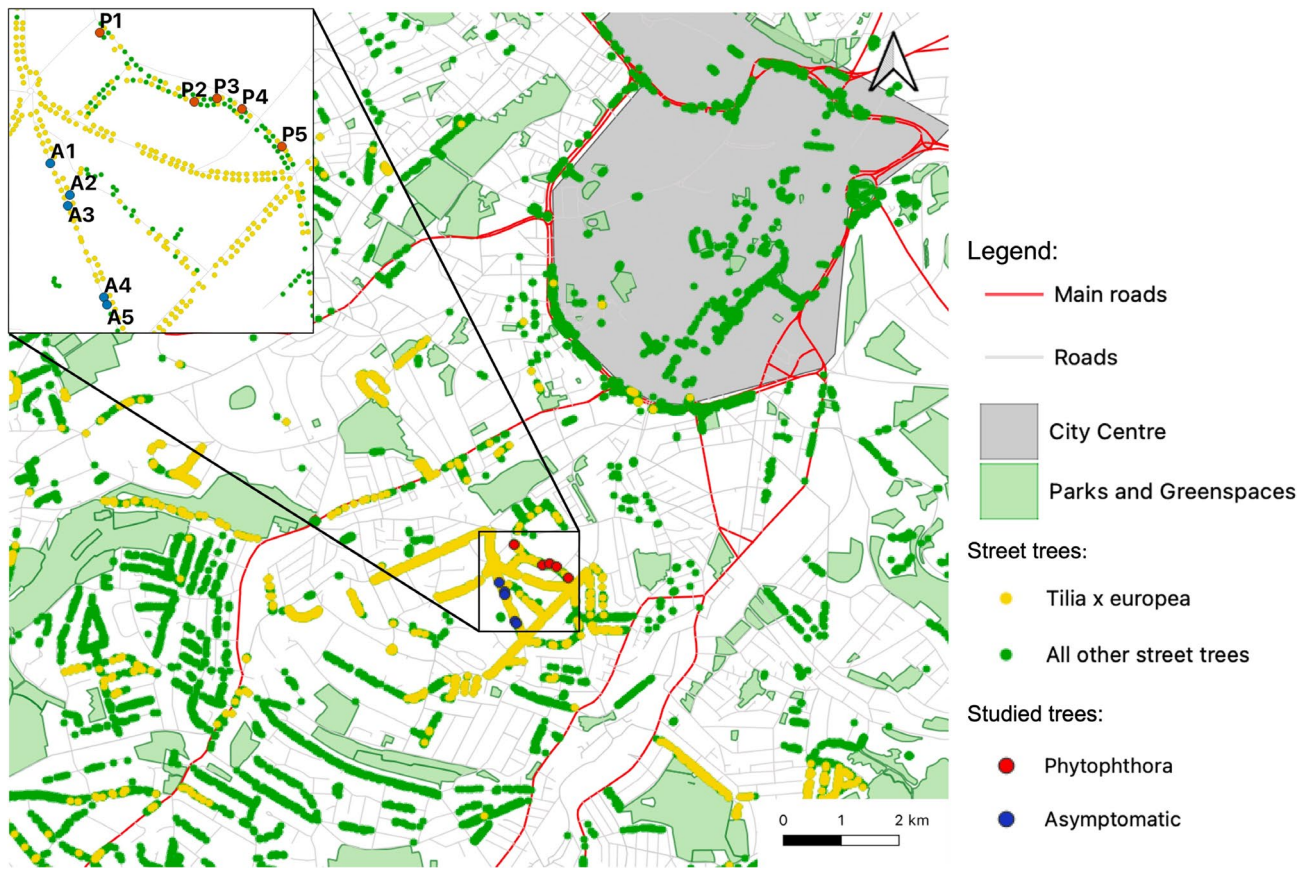 P1
P2
P3
P4
P5
A1
A2
A3
A4
A5
Legend:
Main roads
Roads
City Centre
Parks and Greenspaces
Street trees:
Tilia x europea
All other street trees
Studied trees:
Phytophthora
Asymptomatic
0 1 2 km